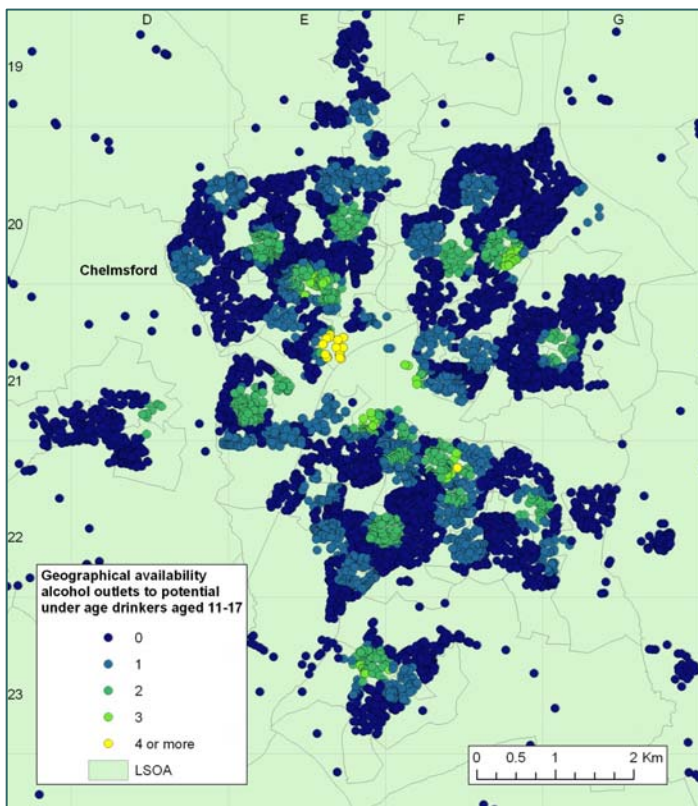 D E F G
19
20
Chelmsford
21
22
Geographical availability
alcohol outlets to potential
under age drinkers aged 11-17
0
1
2
3
4 or more
LSOA
23
0 0.5 1 2 Km